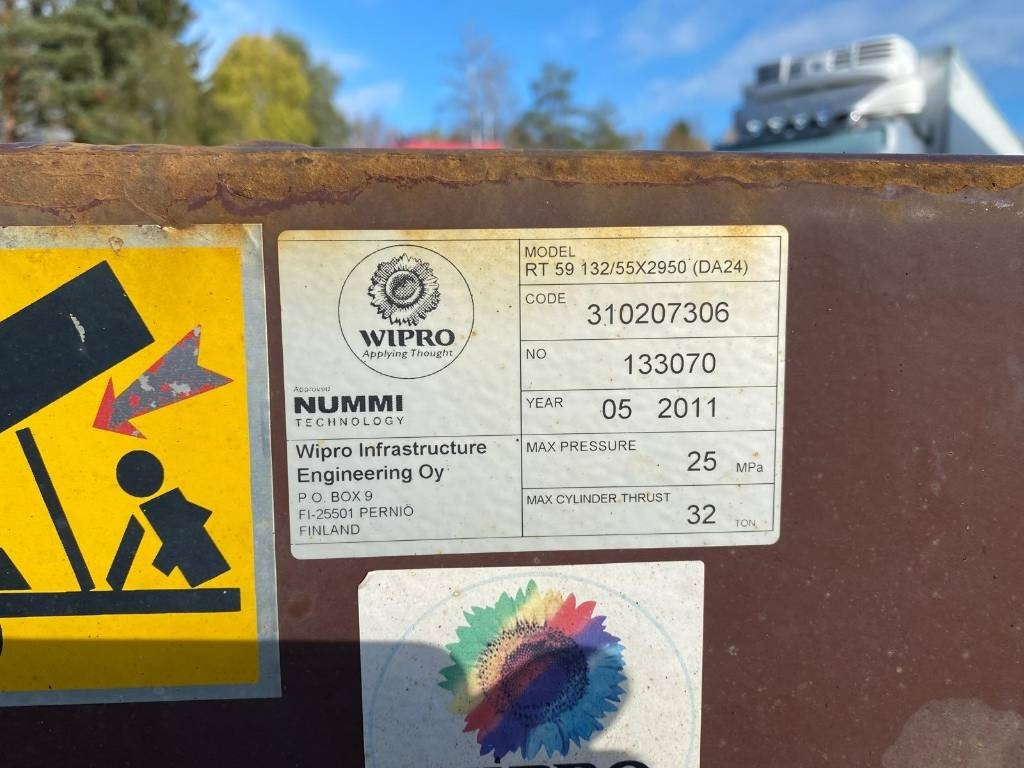 WIPRO
Applying Thought
Approved
NUMMI
TECHNOLOGY
Wipro Infrastructure
Engineering Oy
P.O. BOX 9
FI-25501 PERNIÖ
FINLAND
MODEL
RT 59 132/55X2950 (DA24)
CODE
310207306
NO
133070
YEAR
05 2011
MAX PRESSURE
25 MPa
MAX CYLINDER THRUST
32 TON
WIPRO